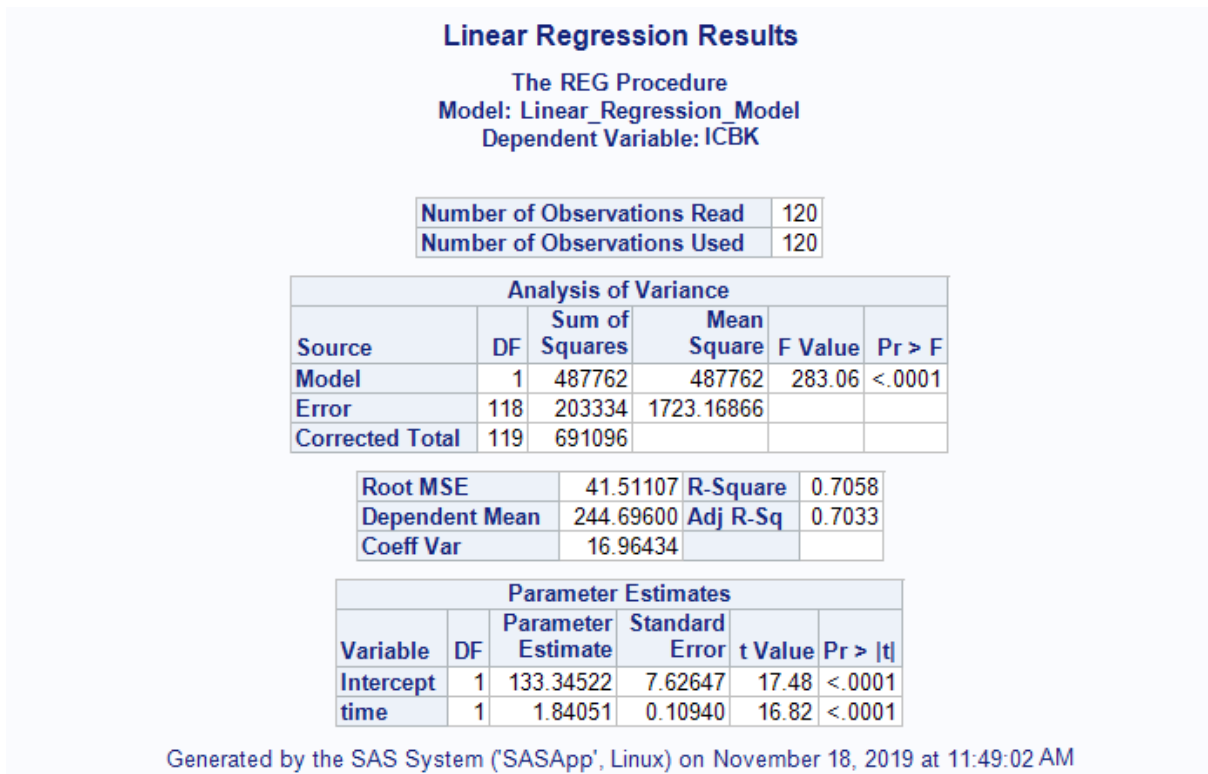 Linear Regression Results
The REG Procedure
Model: Linear_Regression_Model
Dependent Variable: ICBK
Number of Observations Read 120
Number of Observations Used 120
Analysis of Variance
Source DF Sum of Squares Mean Square F Value Pr > F
Model 1 487762 487762 283.06 <.0001
Error 118 203334 1723.16866
Corrected Total 119 691096
Root MSE 41.51107 R-Square 0.7058
Dependent Mean 244.69600 Adj R-Sq 0.7033
Coeff Var 16.96434
Parameter Estimates
Variable DF Parameter Estimate Standard Error t Value Pr > |t|
Intercept 1 133.34522 7.62647 17.48 <.0001
time 1 1.84051 0.10940 16.82 <.0001
Generated by the SAS System ('SASApp', Linux) on November 18, 2019 at 11:49:02 AM